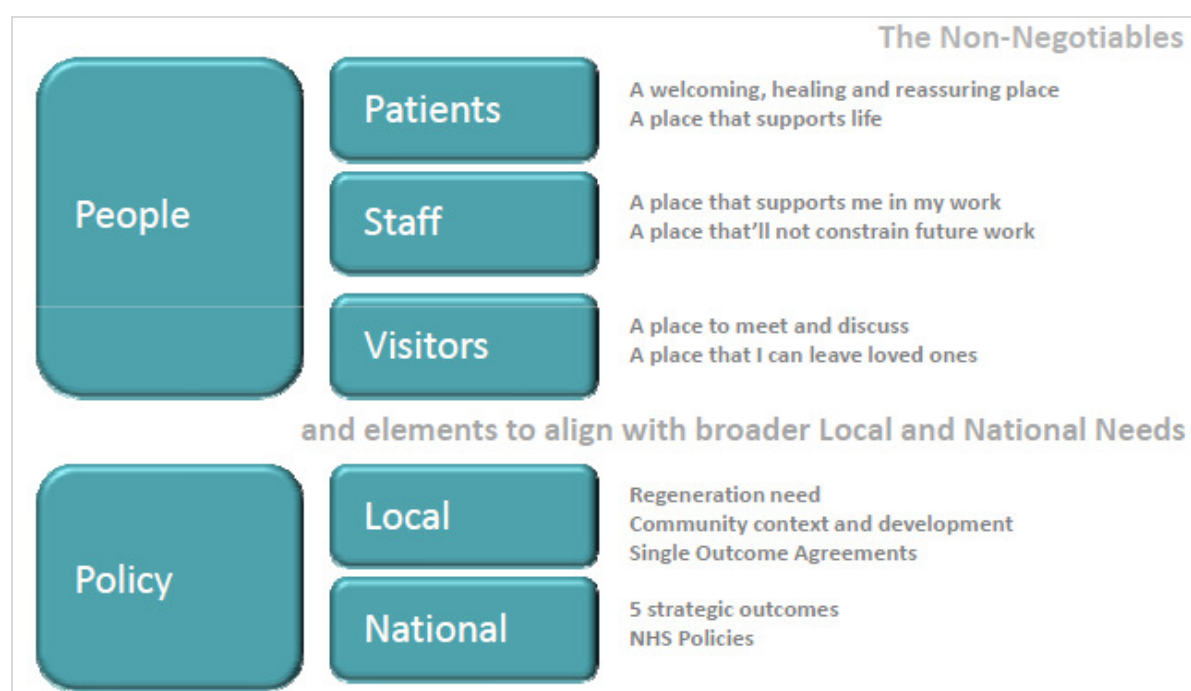 The Non-Negotiables
People
Patients
A welcoming, healing and reassuring place
A place that supports life
Staff
A place that supports me in my work
A place that'll not constrain future work
Visitors
A place to meet and discuss
A place that I can leave loved ones
and elements to align with broader Local and National Needs
Policy
Local
Regeneration need
Community context and development
Single Outcome Agreements
National
5 strategic outcomes
NHS Policies